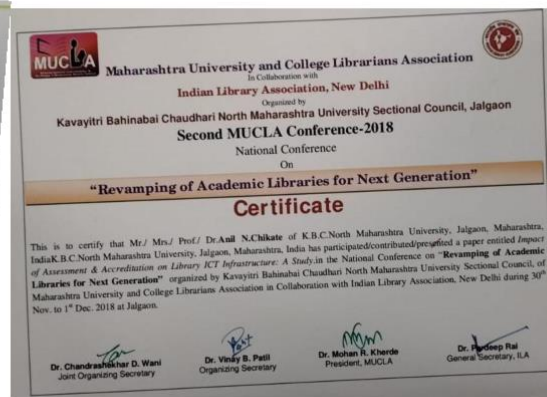 MUCLA
Maharashtra University and College Librarians Association
In Collaboration with
Indian Library Association, New Delhi
Organized by
Kavayitri Bahinabai Chaudhari North Maharashtra University Sectional Council, Jalgaon
Second MUCLA Conference-2018
National Conference
On
“Revamping of Academic Libraries for Next Generation”
Certificate
This is to certify that Mr./ Mrs./ Prof./ Dr.Anil N.Chikate of K.B.C.North Maharashtra University, Jalgaon, Maharashtra,
IndiaK.B.C.North Maharashtra University, Jalgaon, Maharashtra, India has participated/contributed/presented a paper entitled Impact
of Assessment & Accreditation on Library ICT Infrastructure: A Study.in the National Conference on “Revamping of Academic
Libraries for Next Generation” organized by Kavayitri Bahinabai Chaudhari North Maharashtra University Sectional Council, of
Maharashtra University and College Librarians Association in Collaboration with Indian Library Association, New Delhi during 30th
Nov. to 1st Dec. 2018 at Jalgaon.
Dr. Chandrashekhar D. Wani
Joint Organizing Secretary
Dr. Vinay B. Patil
Organizing Secretary
Dr. Mohan R. Kherde
President, MUCLA
Dr. Pardeep Rai
General Secretary, ILA